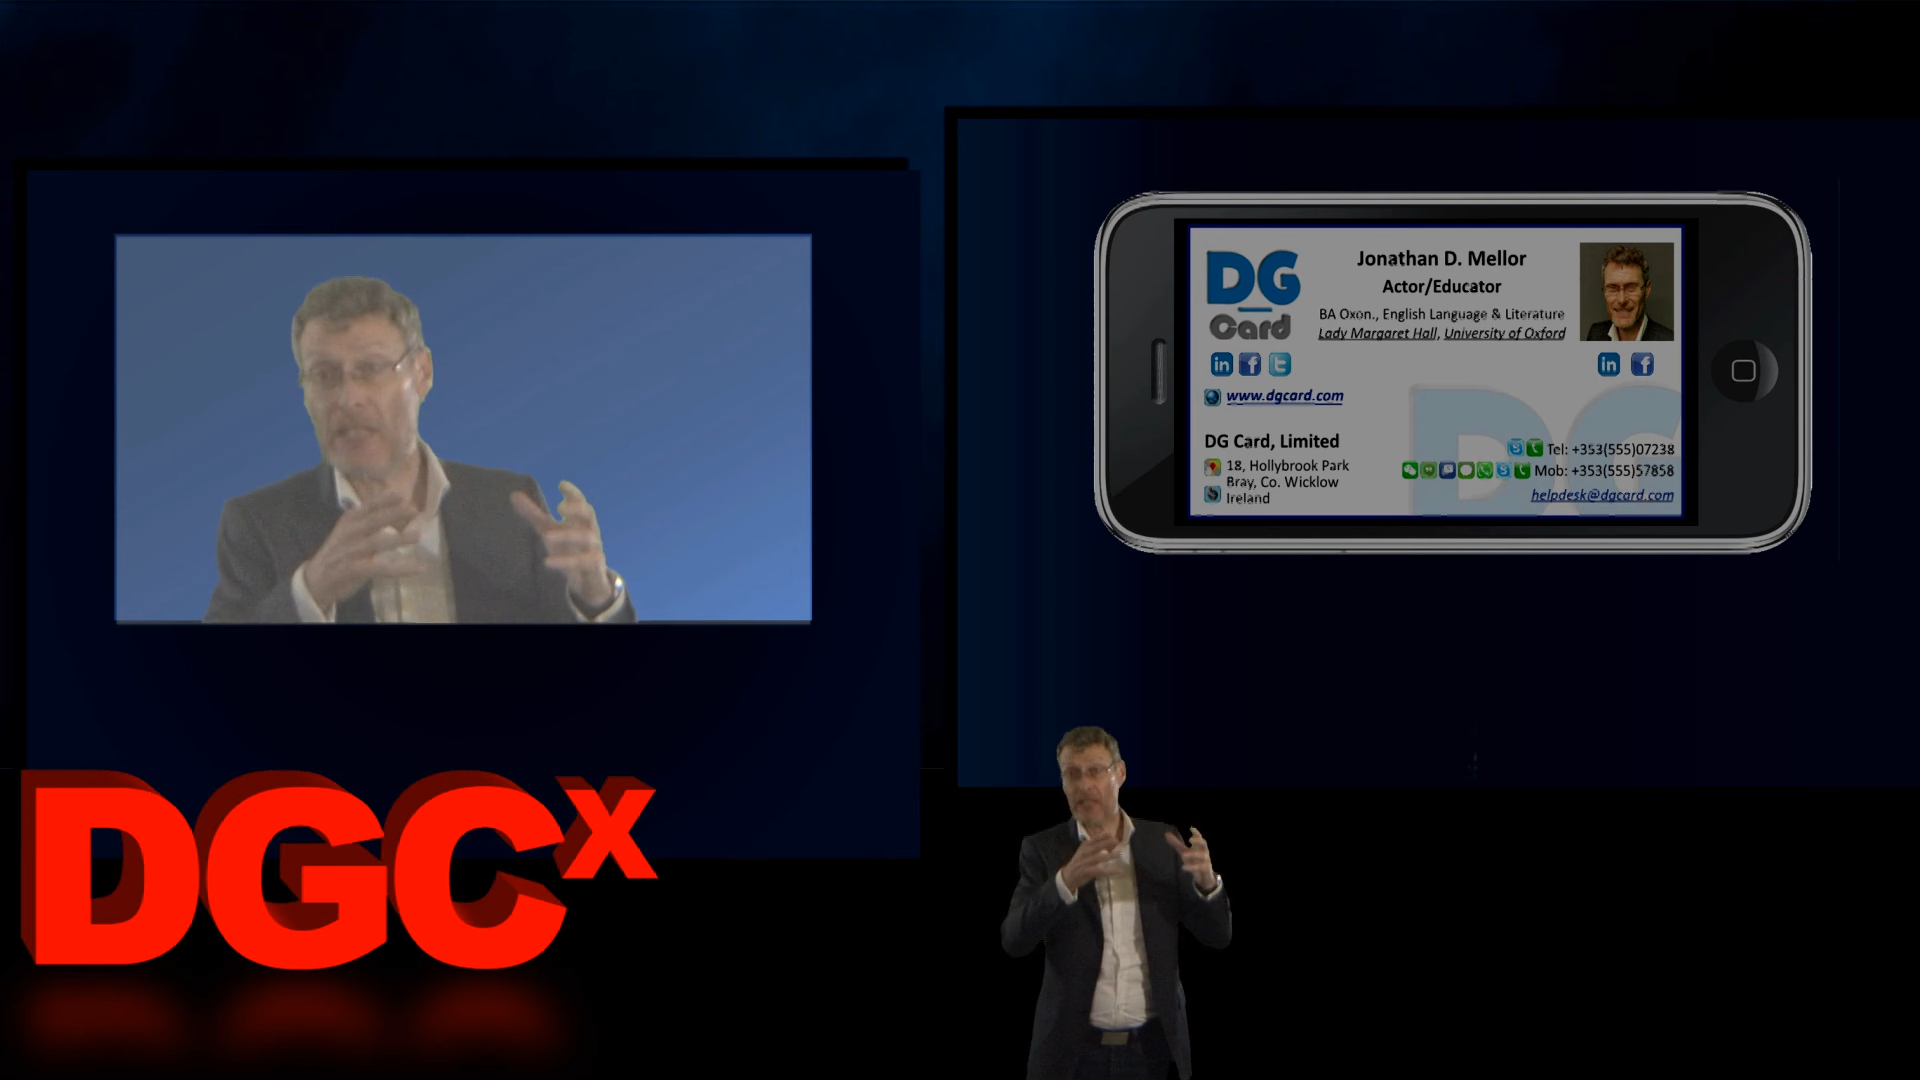 DG
Card
Jonathan D. Mellor
Actor/Educator
BA Oxon., English Language & Literature
Lady Margaret Hall, University of Oxford
www.dgcard.com
DG Card, Limited
18, Hollybrook Park
Bray, Co. Wicklow
Ireland
Tel: +353(555)07238
Mob: +353(555)57858
helpdesk@dgcard.com
DG
DGCx